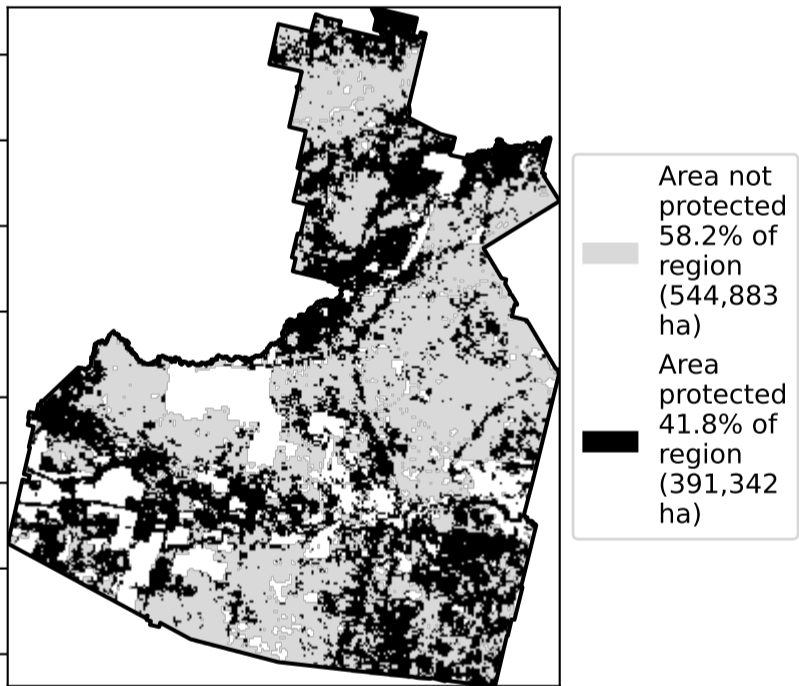 Area not
protected
58.2% of
region
(544,883
ha)
Area
protected
41.8% of
region
(391,342
ha)